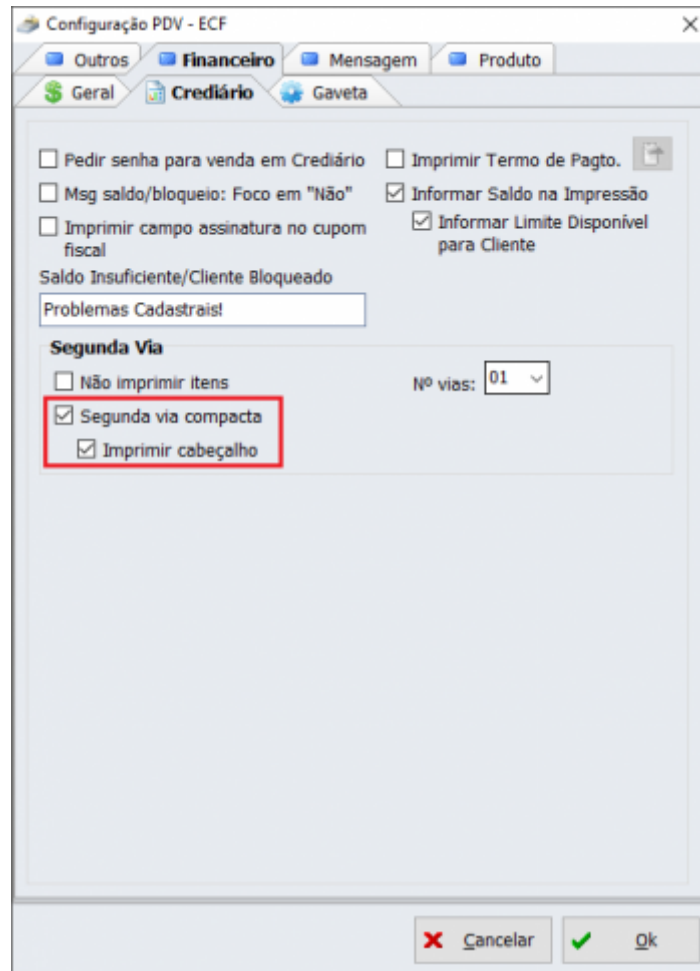 Configuração PDV - ECF
Outros Financeiro Mensagem Produto
Geral Crediário Gaveta
Pedir senha para venda em Crediário
Msg saldo/bloqueio: Foco em "Não"
Imprimir campo assinatura no cupom
fiscal
Imprimir Termo de Pagto.
Informar Saldo na Impressão
Informar Limite Disponível
para Cliente
Saldo Insuficiente/Cliente Bloqueado
Problemas Cadastrais!
Segunda Via
Não imprimir itens
Nº vias: 01
Segunda via compacta
Imprimir cabeçalho
Cancelar Ok